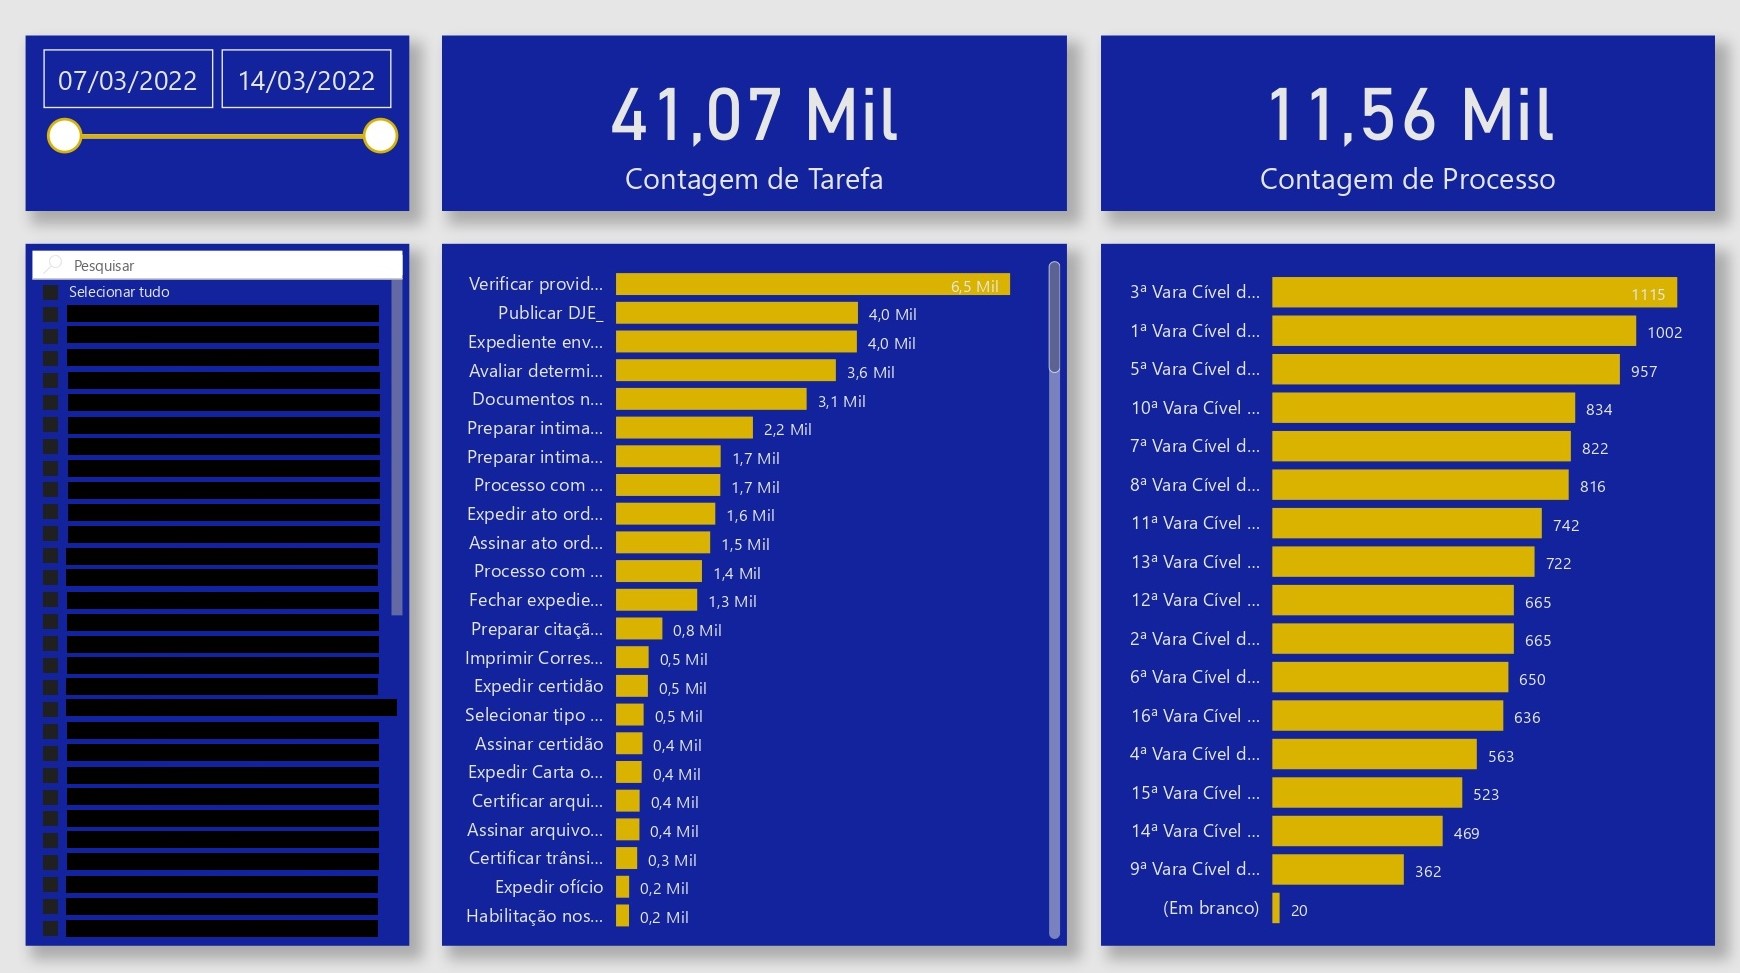 07/03/2022
14/03/2022
41,07 Mil
Contagem de Tarefa
11,56 Mil
Contagem de Processo
Pesquisar
Selecionar tudo
Verificar provid... 6,5 Mil
Publicar DJE_ 4,0 Mil
Expediente env... 4,0 Mil
Avaliar determi... 3,6 Mil
Documentos n... 3,1 Mil
Preparar intima... 2,2 Mil
Preparar intima... 1,7 Mil
Processo com ... 1,7 Mil
Expedir ato ord... 1,6 Mil
Assinar ato ord... 1,5 Mil
Processo com ... 1,4 Mil
Fechar expedie... 1,3 Mil
Preparar citaçã... 0,8 Mil
Imprimir Corres... 0,5 Mil
Expedir certidão 0,5 Mil
Selecionar tipo ... 0,5 Mil
Assinar certidão 0,4 Mil
Expedir Carta o... 0,4 Mil
Certificar arqui... 0,4 Mil
Assinar arquivo... 0,4 Mil
Certificar trânsi... 0,3 Mil
Expedir ofício 0,2 Mil
Habilitação nos... 0,2 Mil
3ª Vara Cível d... 1115
1ª Vara Cível d... 1002
5ª Vara Cível d... 957
10ª Vara Cível ... 834
7ª Vara Cível d... 822
8ª Vara Cível d... 816
11ª Vara Cível ... 742
13ª Vara Cível ... 722
12ª Vara Cível ... 665
2ª Vara Cível d... 665
6ª Vara Cível d... 650
16ª Vara Cível ... 636
4ª Vara Cível d... 563
15ª Vara Cível ... 523
14ª Vara Cível ... 469
9ª Vara Cível d... 362
(Em branco) 20